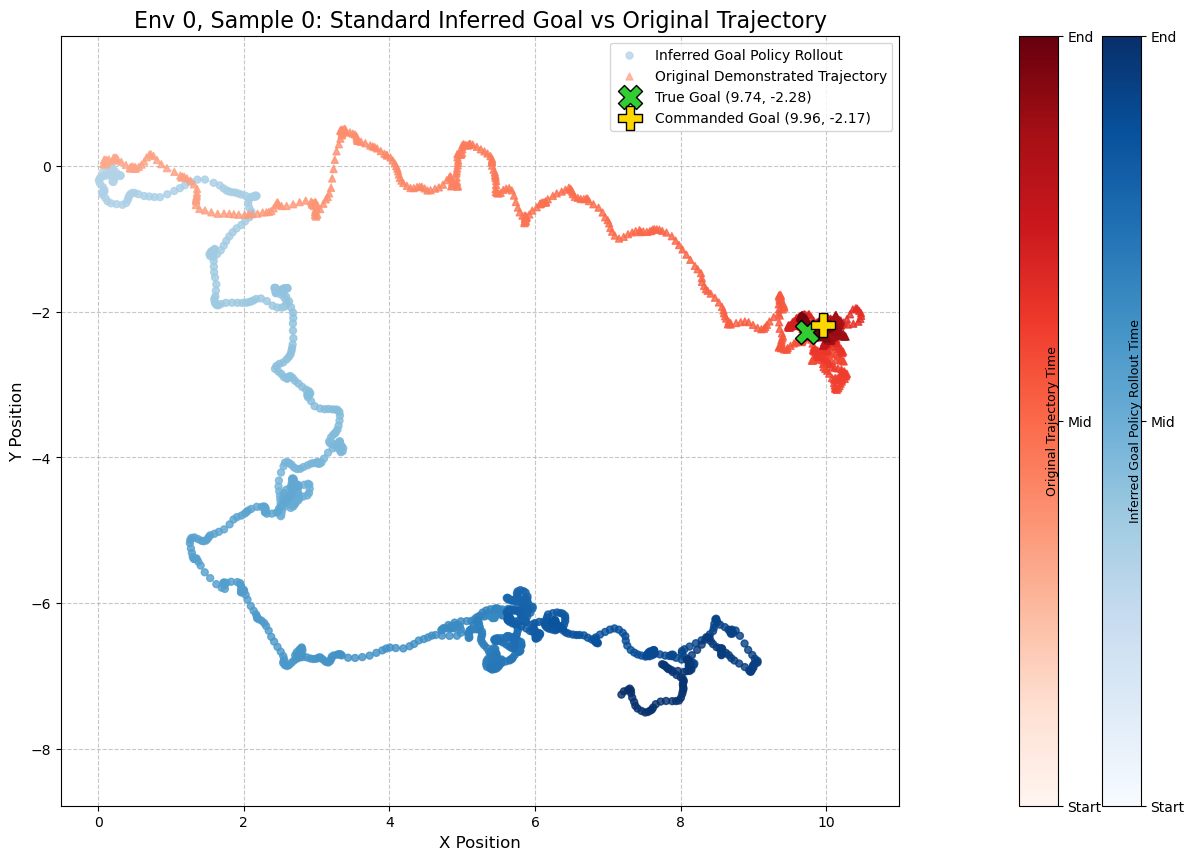 Env 0, Sample 0: Standard Inferred Goal vs Original Trajectory
Inferred Goal Policy Rollout
Original Demonstrated Trajectory
True Goal (9.74, -2.28)
Commanded Goal (9.96, -2.17)
0
−2
−4
−6
−8
Y Position
0
2
4
6
8
10
X Position
End
Mid
Start
Original Trajectory Time
End
Mid
Start
Inferred Goal Policy Rollout Time